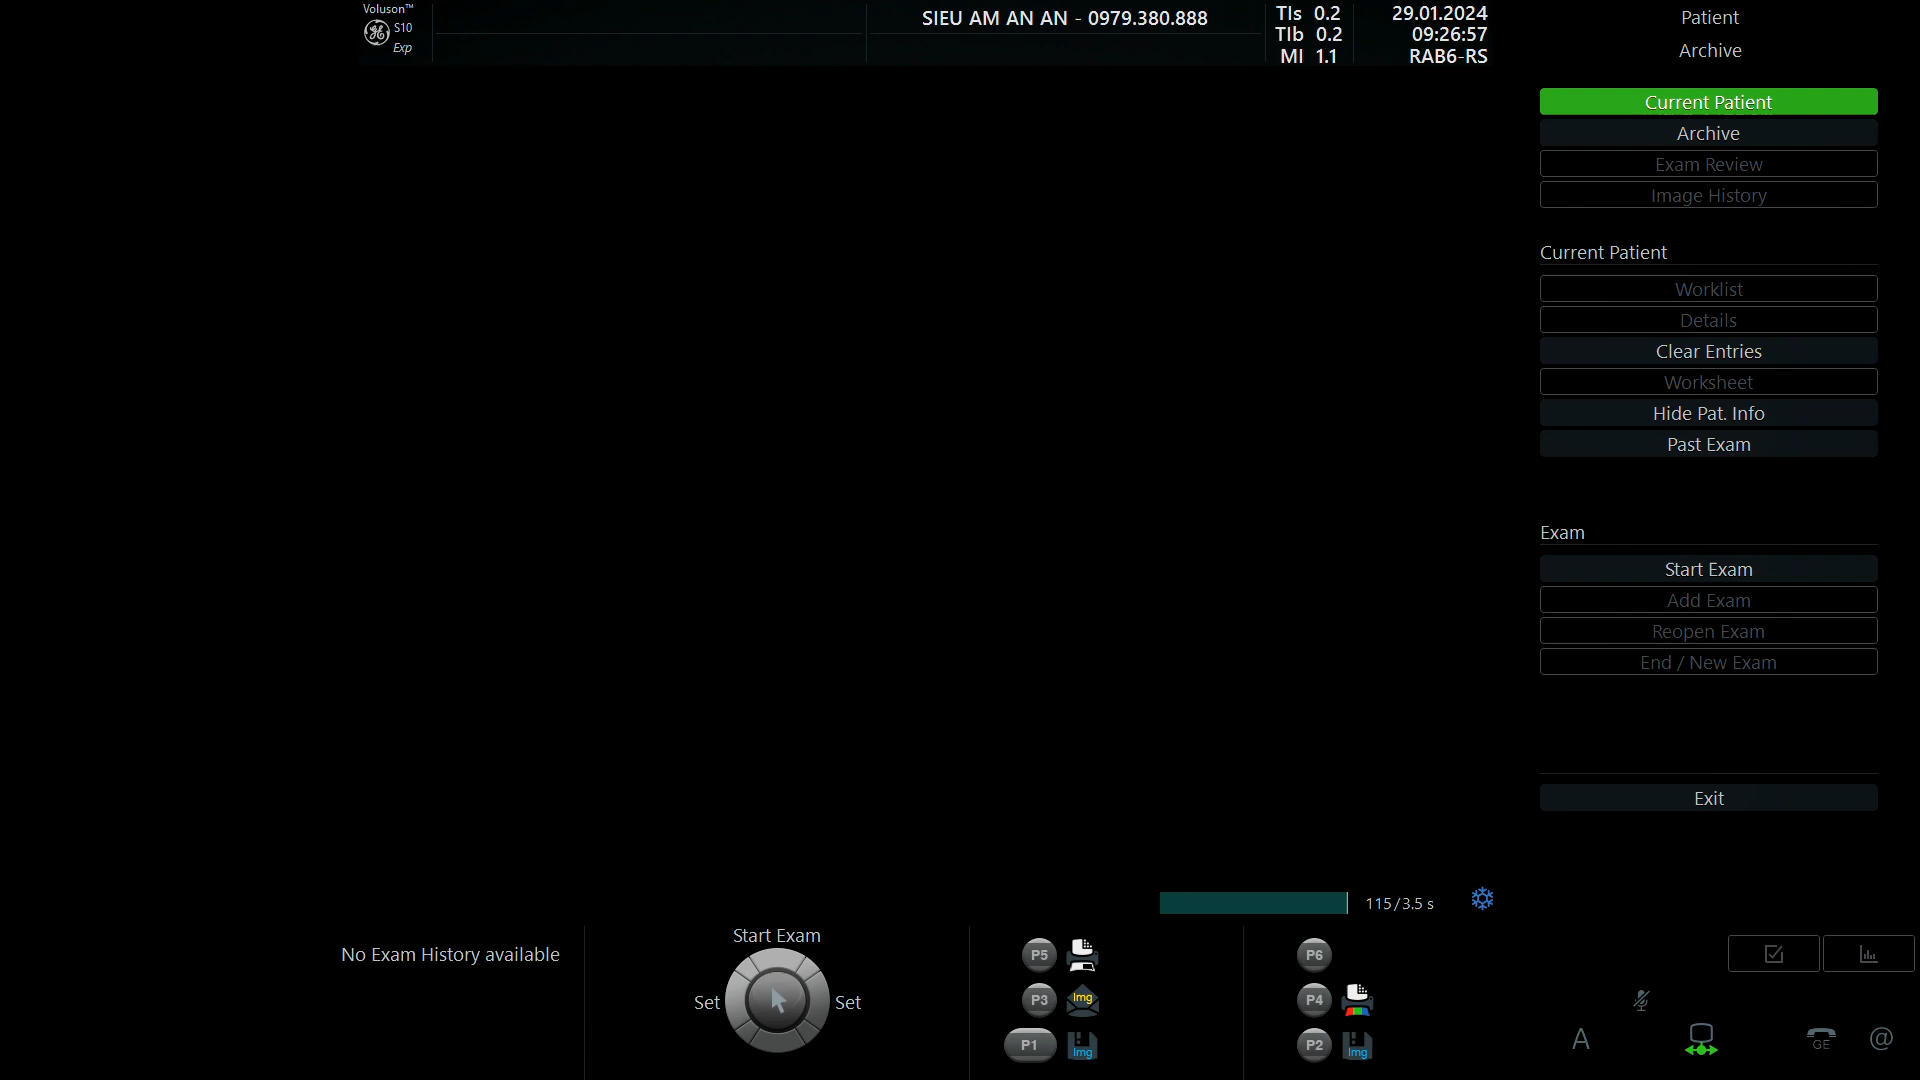 Voluson™
S10
Exp
SIEU AM AN AN - 0979.380.888
TIs 0.2
TIb 0.2
MI 1.1
29.01.2024
09:26:57
RAB6-RS
Patient
Archive
Current Patient
Archive
Exam Review
Image History
Current Patient
Worklist
Details
Clear Entries
Worksheet
Hide Pat. Info
Past Exam
Exam
Start Exam
Add Exam
Reopen Exam
End / New Exam
Exit
115/3.5 s
No Exam History available
Start Exam
Set
Set
P5
P3 Img
P1 Img
P6
P4
P2 Img
A
GE
@